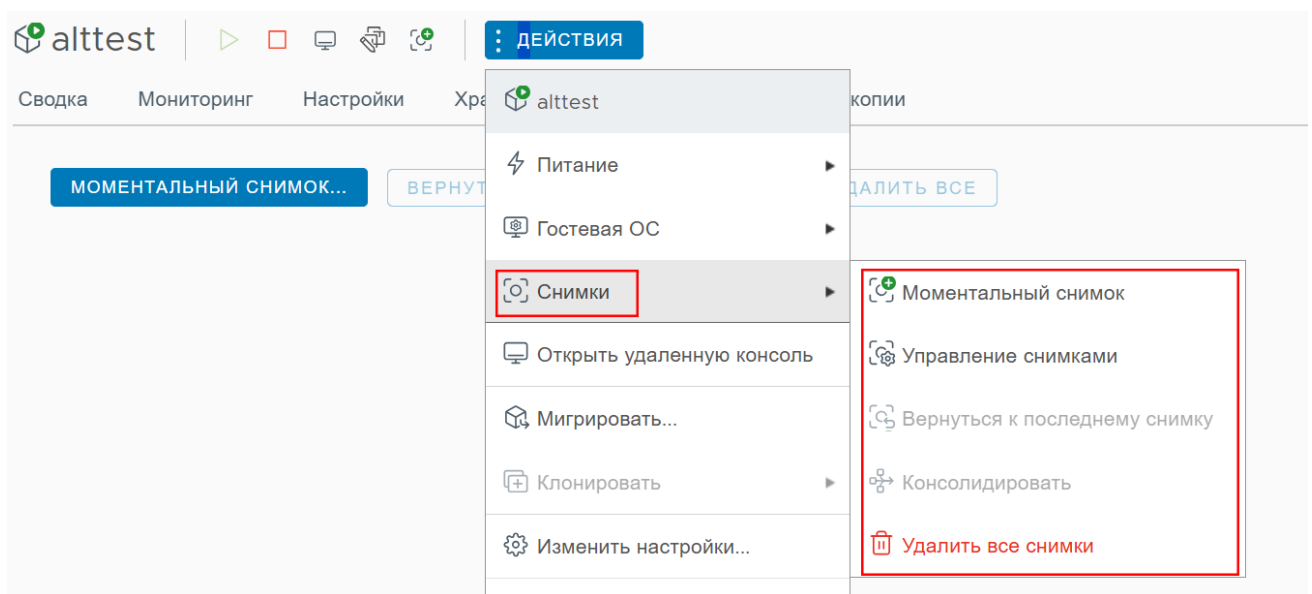 alttest
ДЕЙСТВИЯ
Сводка Мониторинг Настройки Хра копии
alttest
МОМЕНТАЛЬНЫЙ СНИМОК... ВЕРНУТ ДАЛИТЬ ВСЕ
Питание
Гостевая ОС
Снимки
Открыть удаленную консоль
Мигрировать...
Клонировать
Изменить настройки...
Моментальный снимок
Управление снимками
Вернуться к последнему снимку
Консолидировать
Удалить все снимки